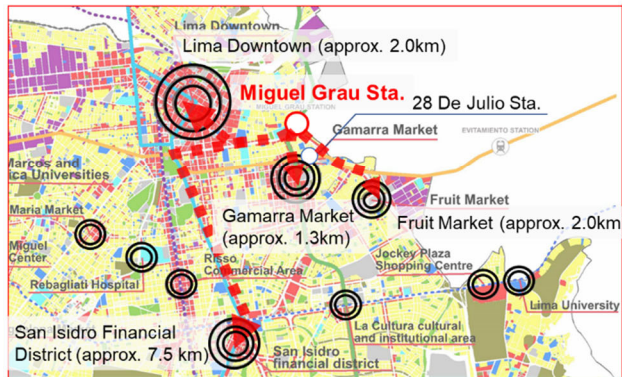 Lima Downtown
Lima Downtown (approx. 2.0km)
Miguel Grau Sta.
MIGUEL GRAU STATION
28 De Julio Sta.
Gamarra Market
EVITAMIENTO STATION
Marcos and
ica Universities
Maria Market
Fruit Market
Gamarra Market
(approx. 1.3km)
Fruit Market (approx. 2.0km
Miguel
Center
Risso
Commercial Area
Jockey Plaza
Shopping Centre
Rebagliati Hospital
Lima University
San Isidro Financial
District (approx. 7.5 km)
La Cultura cultural
and institutional area
San Isidro
financial district